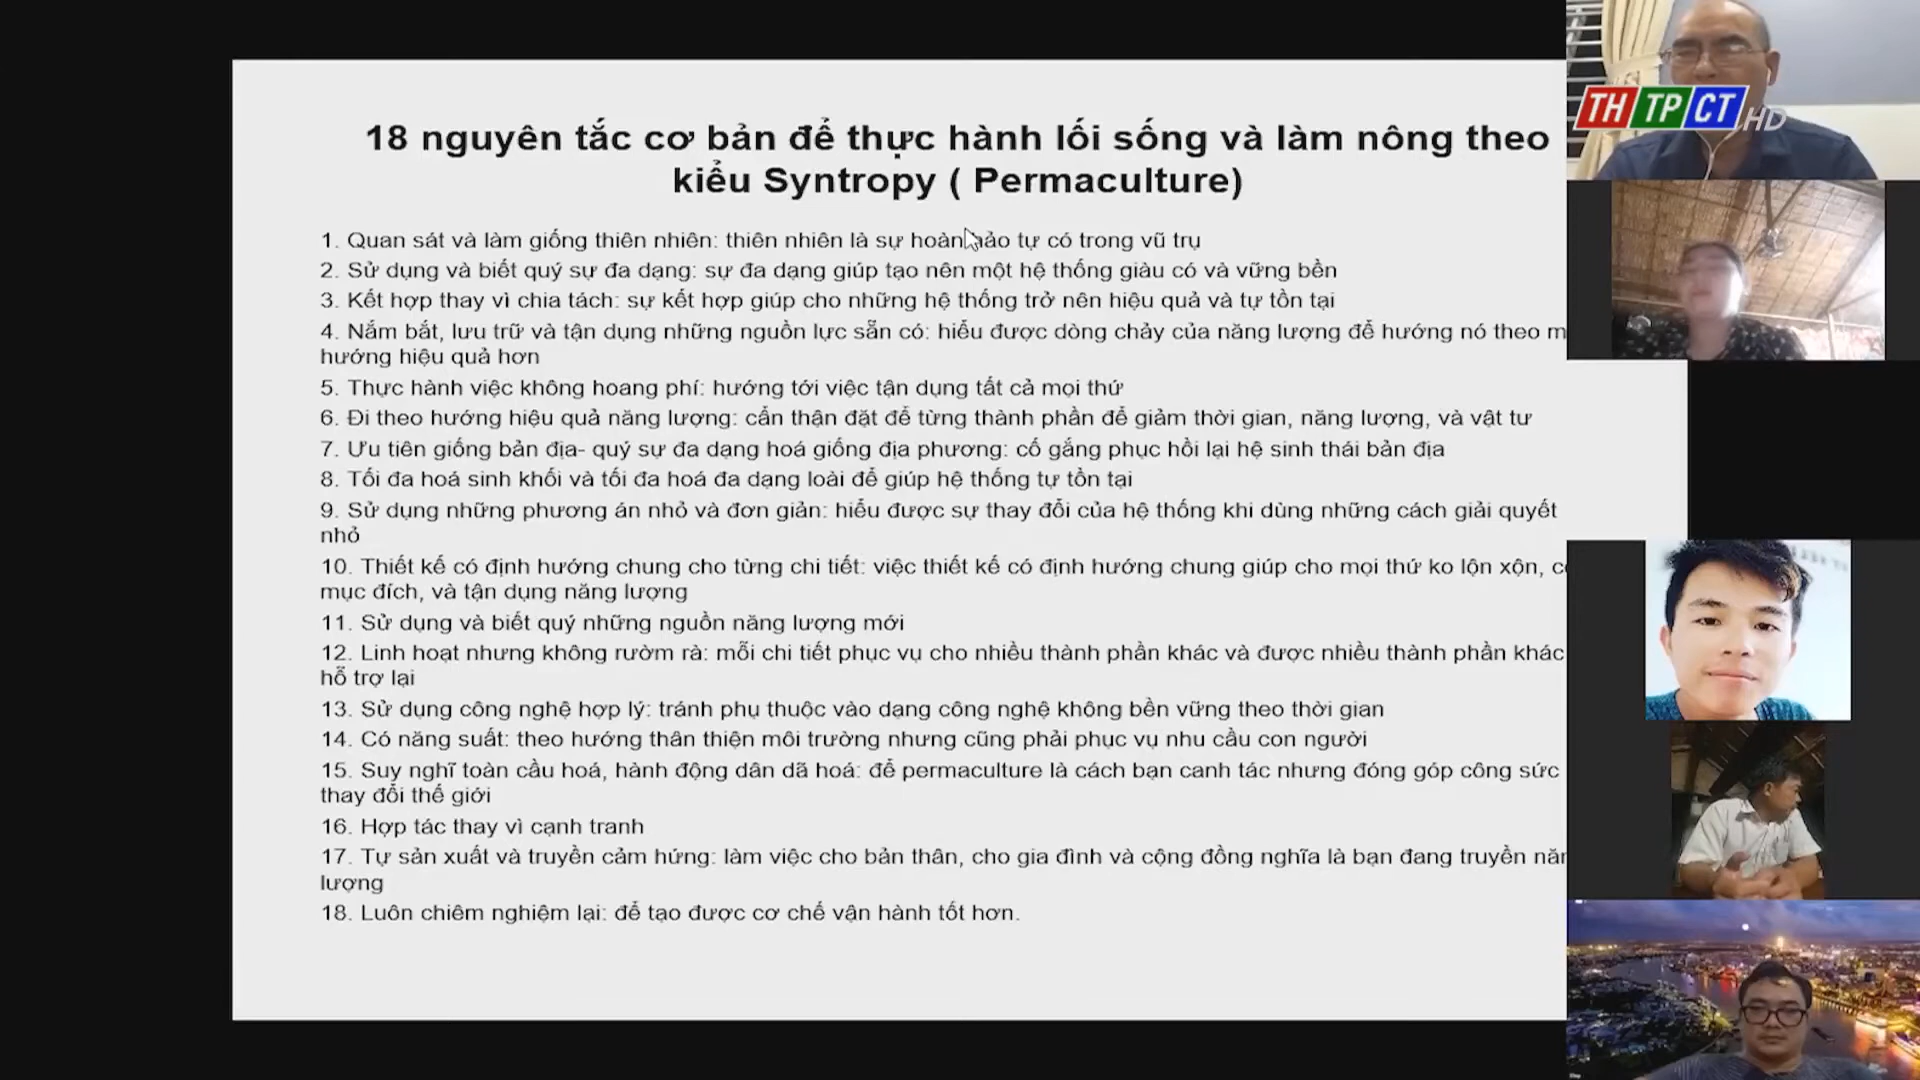 18 nguyên tắc cơ bản để thực hành lối sống và làm nông theo
kiểu Syntropy ( Permaculture)
1. Quan sát và làm giống thiên nhiên: thiên nhiên là sự hoàn hảo tự có trong vũ trụ
2. Sử dụng và biết quý sự đa dạng: sự đa dạng giúp tạo nên một hệ thống giàu có và vững bền
3. Kết hợp thay vì chia tách: sự kết hợp giúp cho những hệ thống trở nên hiệu quả và tự tồn tại
4. Nắm bắt, lưu trữ và tận dụng những nguồn lực sẵn có: hiểu được dòng chảy của năng lượng để hướng nó theo
hướng hiệu quả hơn
5. Thực hành việc không hoang phí: hướng tới việc tận dụng tất cả mọi thứ
6. Đi theo hướng hiệu quả năng lượng: cẩn thận đặt để từng thành phần để giảm thời gian, năng lượng, và vật tư
7. Ưu tiên giống bản địa- quý sự đa dạng hoá giống địa phương: cố gắng phục hồi lại hệ sinh thái bản địa
8. Tối đa hoá sinh khối và tối đa hoá đa dạng loài để giúp hệ thống tự tồn tại
9. Sử dụng những phương án nhỏ và đơn giản: hiểu được sự thay đổi của hệ thống khi dùng những cách giải quyết
nhỏ
10. Thiết kế có định hướng chung cho từng chi tiết: việc thiết kế có định hướng chung giúp cho mọi thứ ko lộn xộn,
mục đích, và tận dụng năng lượng
11. Sử dụng và biết quý những nguồn năng lượng mới
12. Linh hoạt nhưng không rườm rà: mỗi chi tiết phục vụ cho nhiều thành phần khác và được nhiều thành phần khác
hỗ trợ lại
13. Sử dụng công nghệ hợp lý: tránh phụ thuộc vào dạng công nghệ không bền vững theo thời gian
14. Có năng suất: theo hướng thân thiện môi trường nhưng cũng phải phục vụ nhu cầu con người
15. Suy nghĩ toàn cầu hoá, hành động dân dã hoá: để permaculture là cách bạn canh tác nhưng đóng góp công sức
thay đổi thế giới
16. Hợp tác thay vì cạnh tranh
17. Tự sản xuất và truyền cảm hứng: làm việc cho bản thân, cho gia đình và cộng đồng nghĩa là bạn đang truyền
lượng
18. Luôn chiêm nghiệm lại: để tạo được cơ chế vận hành tốt hơn.
TH TP CT HD